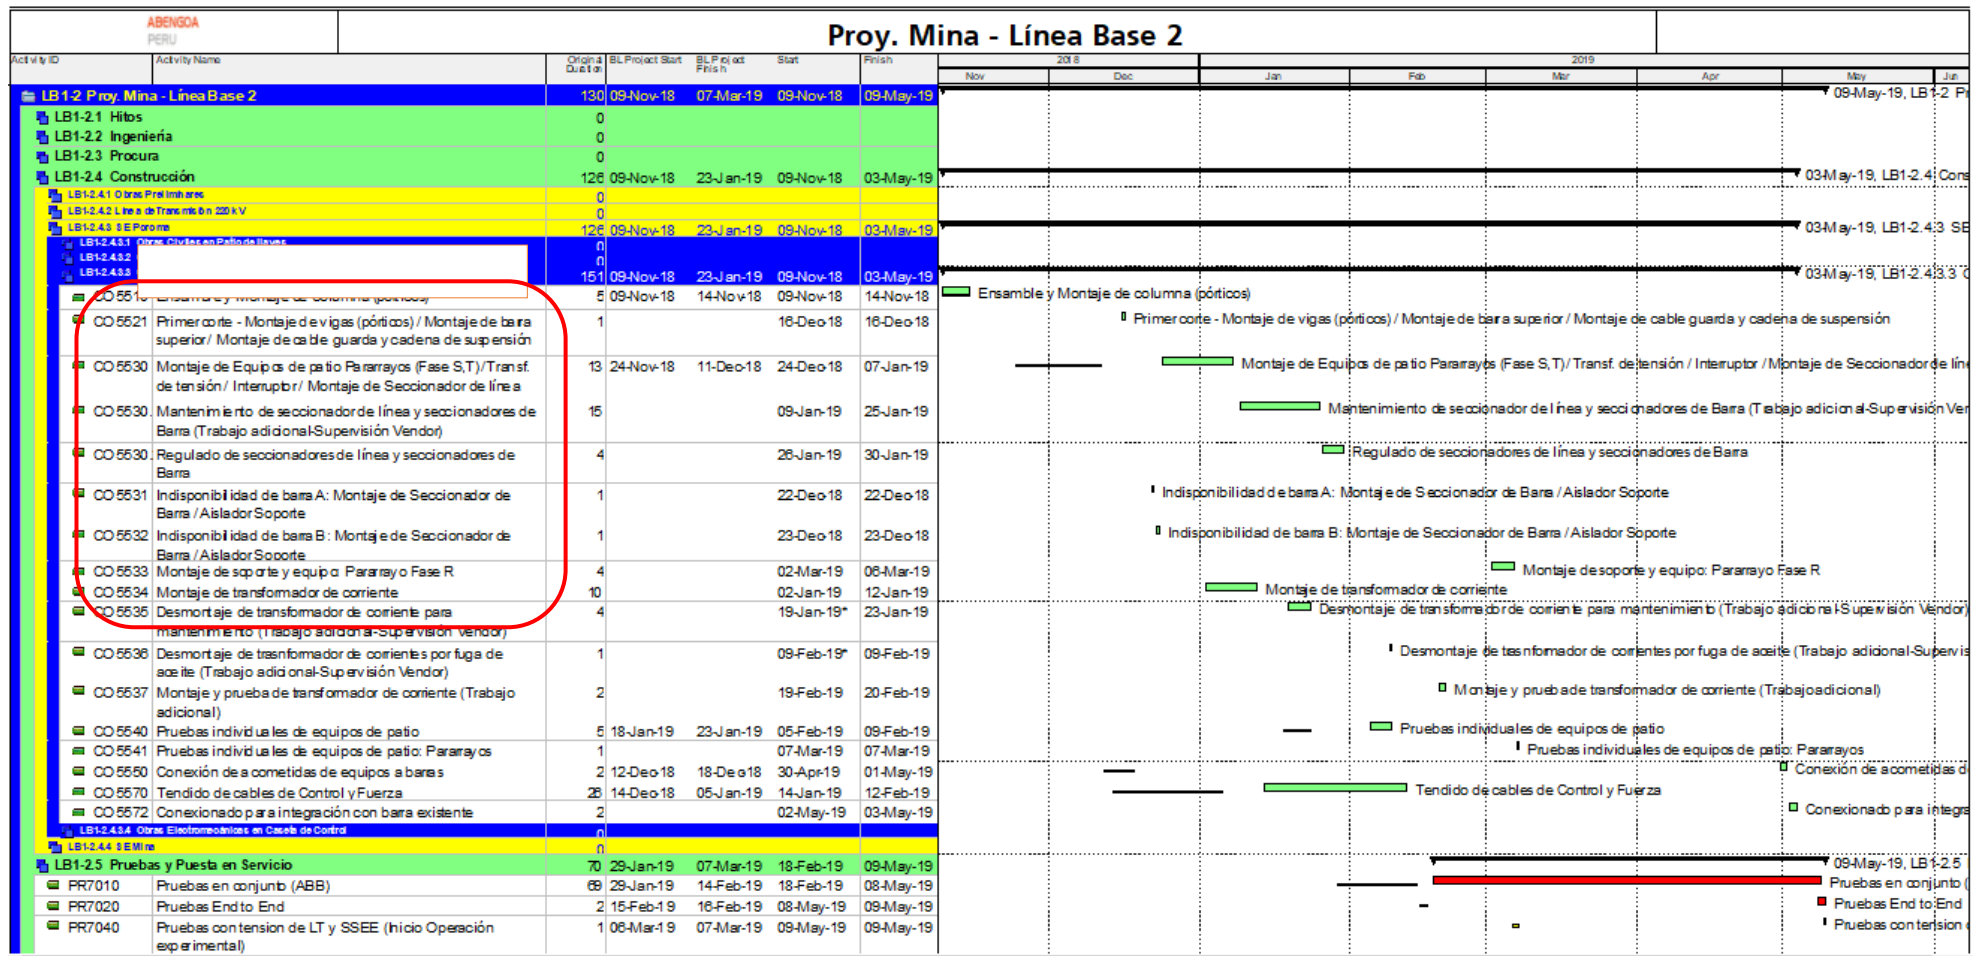 ABENGOA
PERU
Proy. Mina - Línea Base 2
Activity ID Activity Name Original Duration BL Project Start BL Project Finish Start Finish 2018 2019
Nov Dec Jan Feb Mar Apr May Jun
LB1-2 Proy. Mina - Línea Base 2 130 09-Nov-18 07-Mar-19 09-Nov-18 09-May-19 09-May-19, LB1-2 Pr
LB1-2.1 Hitos 0
LB1-2.2 Ingeniería 0
LB1-2.3 Procura 0
LB1-2.4 Construcción 126 09-Nov-18 23-Jan-19 09-Nov-18 03-May-19 03-May-19, LB1-2.4 Cons
LB1-2.4.1 Obras Preliminares 0
LB1-2.4.2 Linea de Transmisión 220 kV 0
LB1-2.4.3 SE Poroma 126 09-Nov-18 23-Jan-19 09-Nov-18 03-May-19 03-May-19, LB1-2.4.3 SE
LB1-2.4.3.1 Obras Civiles en Patio de llaves 0
LB1-2.4.3.2 0
LB1-2.4.3.3 151 09-Nov-18 23-Jan-19 09-Nov-18 03-May-19 03-May-19, LB1-2.4.3.3
CO5510 Ensamble y Montaje de columna (pórticos) 5 09-Nov-18 14-Nov-18 09-Nov-18 14-Nov-18 Ensamble y Montaje de columna (pórticos)
CO5521 Primer corte - Montaje de vigas (pórticos) / Montaje de barra 1 16-Dec-18 16-Dec-18 Primer corte - Montaje de vigas (pórticos) / Montaje de barra superior / Montaje de cable guarda y cadena de suspensión
superior/ Montaje de cable guarda y cadena de suspensión
CO5530 Montaje de Equipos de patio Pararrayos (Fase S,T)/Transf. 13 24-Nov-18 11-Dec-18 24-Dec-18 07-Jan-19 Montaje de Equipos de patio Pararrayos (Fase S,T)/ Transf. de tensión / Interruptor / Montaje de Seccionador de líne
de tensión / Interruptor / Montaje de Seccionador de línea
CO5530. Mantenimiento de seccionador de línea y seccionadores de 15 09-Jan-19 25-Jan-19 Mantenimiento de seccionador de línea y seccionadores de Barra (Trabajo adicional-Supervisión Ven
Barra (Trabajo adicional-Supervisión Vendor)
CO5530. Regulado de seccionadores de línea y seccionadores de 4 26-Jan-19 30-Jan-19 Regulado de seccionadores de línea y seccionadores de Barra
Barra
CO5531 Indisponibilidad de barra A: Montaje de Seccionador de 1 22-Dec-18 22-Dec-18 Indisponibilidad de barra A: Montaje de Seccionador de Barra / Aislador Soporte
Barra / Aislador Soporte
CO5532 Indisponibilidad de barra B: Montaje de Seccionador de 1 23-Dec-18 23-Dec-18 Indisponibilidad de barra B: Montaje de Seccionador de Barra / Aislador Soporte
Barra / Aislador Soporte
CO5533 Montaje de soporte y equipo: Pararrayo Fase R 4 02-Mar-19 06-Mar-19 Montaje de soporte y equipo: Pararrayo Fase R
CO5534 Montaje de transformador de corriente 10 02-Jan-19 12-Jan-19 Montaje de transformador de corriente
CO5535 Desmontaje de transformador de corriente para 4 19-Jan-19* 23-Jan-19 Desmontaje de transformador de corriente para mantenimiento (Trabajo adicional-Supervisión Vendor)
mantenimiento (Trabajo adicional-Supervisión Vendor)
CO5536 Desmontaje de trasnformador de corrientes por fuga de 1 09-Feb-19* 09-Feb-19 Desmontaje de trasnformador de corrientes por fuga de aceite (Trabajo adicional-Supervis
aceite (Trabajo adicional-Supervisión Vendor)
CO5537 Montaje y prueba de transformador de corriente (Trabajo 2 19-Feb-19 20-Feb-19 Montaje y prueba de transformador de corriente (Trabajo adicional)
adicional)
CO5540 Pruebas individuales de equipos de patio 5 18-Jan-19 23-Jan-19 05-Feb-19 09-Feb-19 Pruebas individuales de equipos de patio
CO5541 Pruebas individuales de equipos de patio: Pararrayos 1 07-Mar-19 07-Mar-19 Pruebas individuales de equipos de patio: Pararrayos
CO5550 Conexión de acometidas de equipos a barras 2 12-Dec-18 18-Dec-18 30-Apr-19 01-May-19 Conexión de acometidas d
CO5570 Tendido de cables de Control y Fuerza 26 14-Dec-18 05-Jan-19 14-Jan-19 12-Feb-19 Tendido de cables de Control y Fuerza
CO5572 Conexionado para integración con barra existente 2 02-May-19 03-May-19 Conexionado para integra
LB1-2.4.3.4 Obras Electromecánicas en Caseta de Control 0
LB1-2.4.4 SE Mina 0
LB1-2.5 Pruebas y Puesta en Servicio 70 29-Jan-19 07-Mar-19 18-Feb-19 09-May-19 09-May-19, LB1-2.5
PR7010 Pruebas en conjunto (ABB) 69 29-Jan-19 14-Feb-19 18-Feb-19 08-May-19 Pruebas en conjunto (
PR7020 Pruebas End to End 2 15-Feb-19 16-Feb-19 08-May-19 09-May-19 Pruebas End to End
PR7040 Pruebas con tension de LT y SSEE (Inicio Operación 1 06-Mar-19 07-Mar-19 09-May-19 09-May-19 Pruebas con tension
experimental)